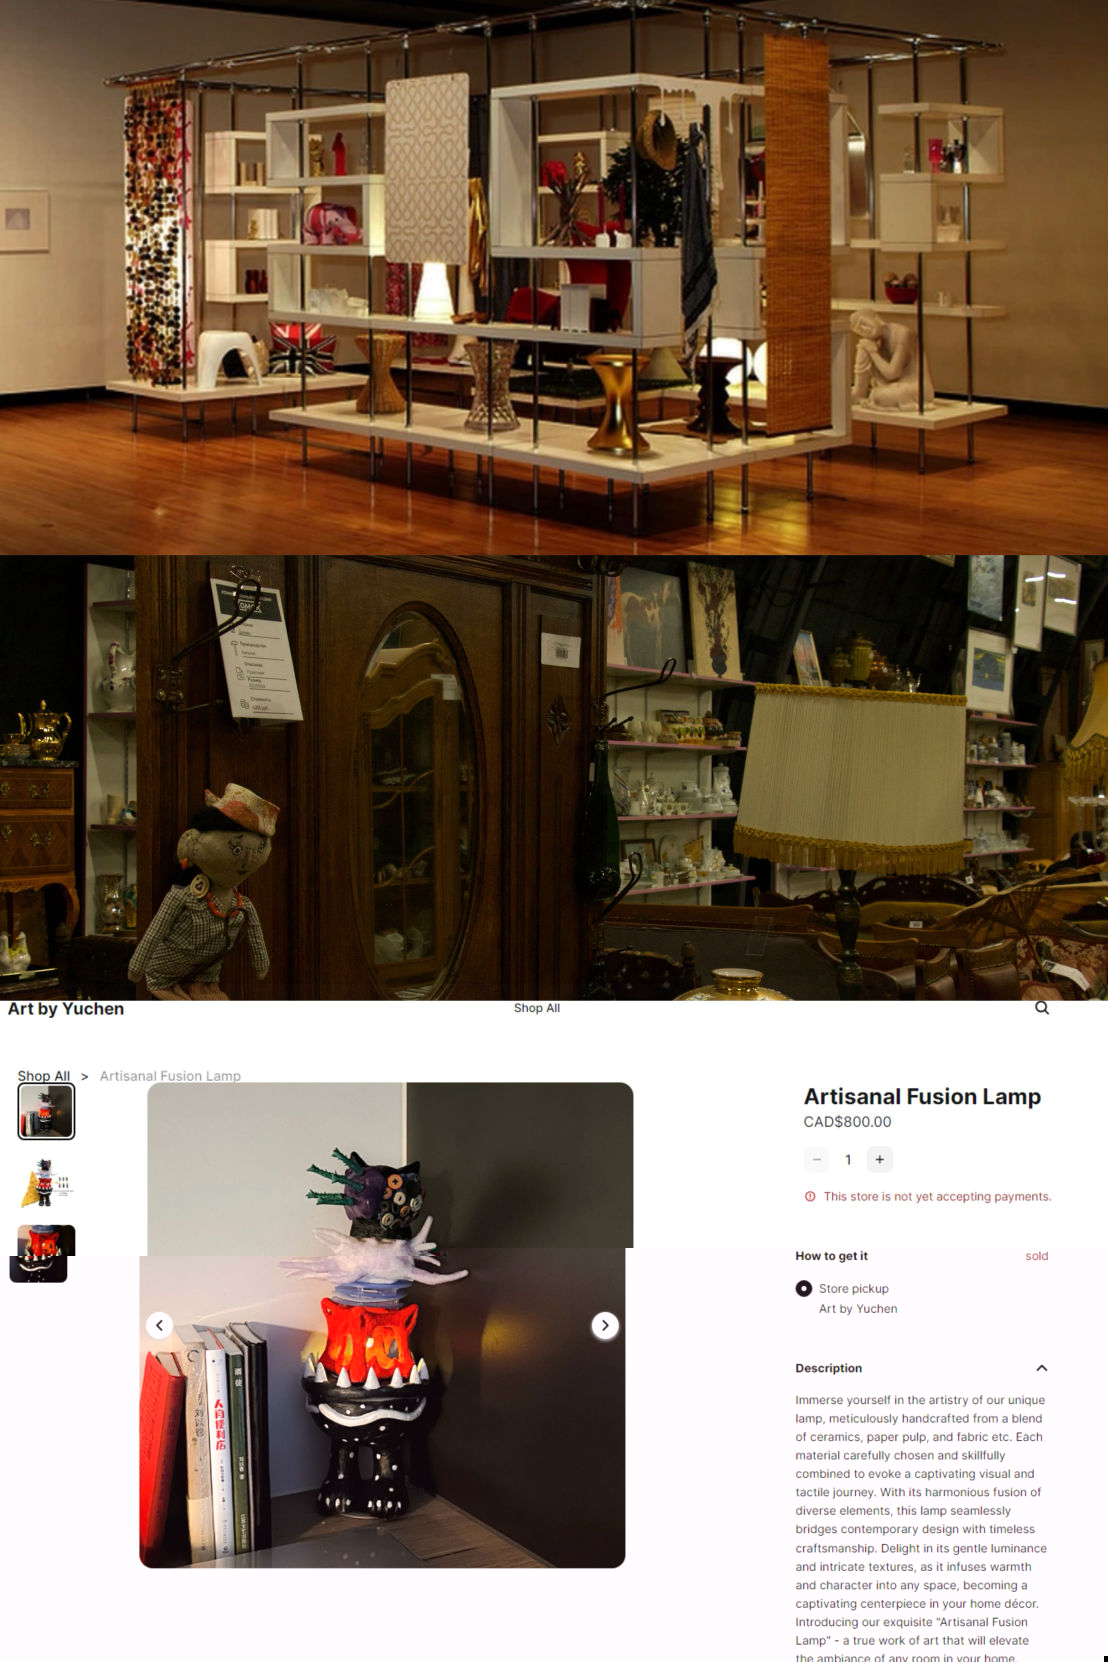 Art by Yuchen
Shop All
Shop All > Artisanal Fusion Lamp
Artisanal Fusion Lamp
CAD$800.00
− 1 +
This store is not yet accepting payments.
How to get it
sold
Store pickup
Art by Yuchen
人间便利店
Description
Immerse yourself in the artistry of our unique
lamp, meticulously handcrafted from a blend
of ceramics, paper pulp, and fabric etc. Each
material carefully chosen and skillfully
combined to evoke a captivating visual and
tactile journey. With its harmonious fusion of
diverse elements, this lamp seamlessly
bridges contemporary design with timeless
craftsmanship. Delight in its gentle luminance
and intricate textures, as it infuses warmth
and character into any space, becoming a
captivating centerpiece in your home décor.
Introducing our exquisite "Artisanal Fusion
Lamp" - a true work of art that will elevate
the ambiance of any room in your home.